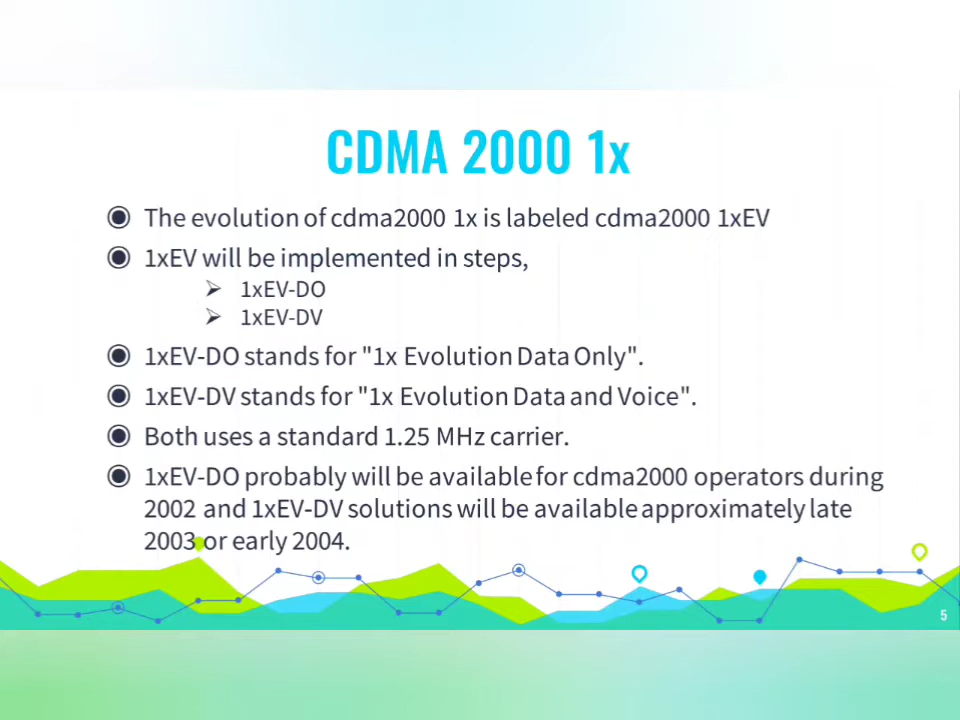 CDMA 2000 1x
The evolution of cdma2000 1x is labeled cdma2000 1xEV
1xEV will be implemented in steps,
1xEV-DO
1xEV-DV
1xEV-DO stands for "1x Evolution Data Only".
1xEV-DV stands for "1x Evolution Data and Voice".
Both uses a standard 1.25 MHz carrier.
1xEV-DO probably will be available for cdma2000 operators during
2002 and 1xEV-DV solutions will be available approximately late
2003 or early 2004.
5